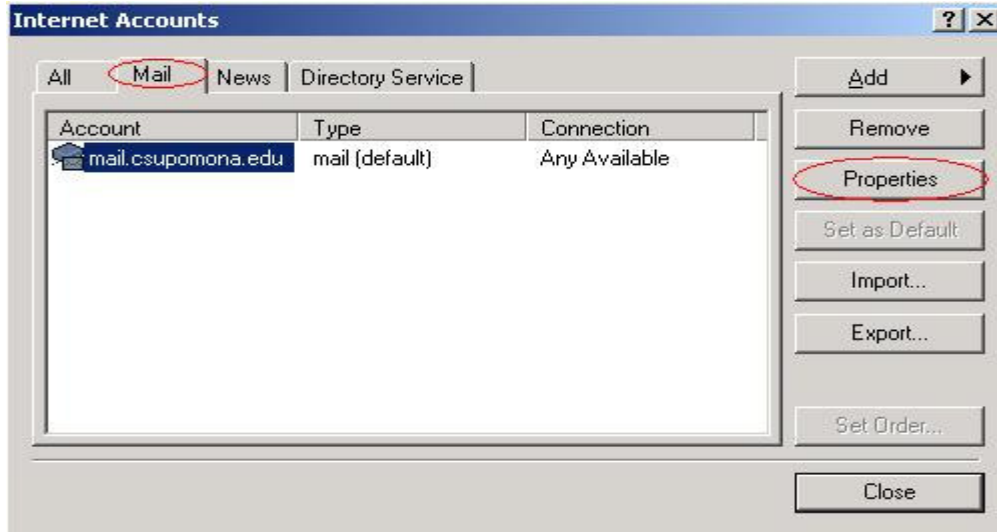 Internet Accounts
All Mail News Directory Service
Account Type Connection
mail.csupomona.edu mail (default) Any Available
Add
Remove
Properties
Set as Default
Import...
Export...
Set Order...
Close